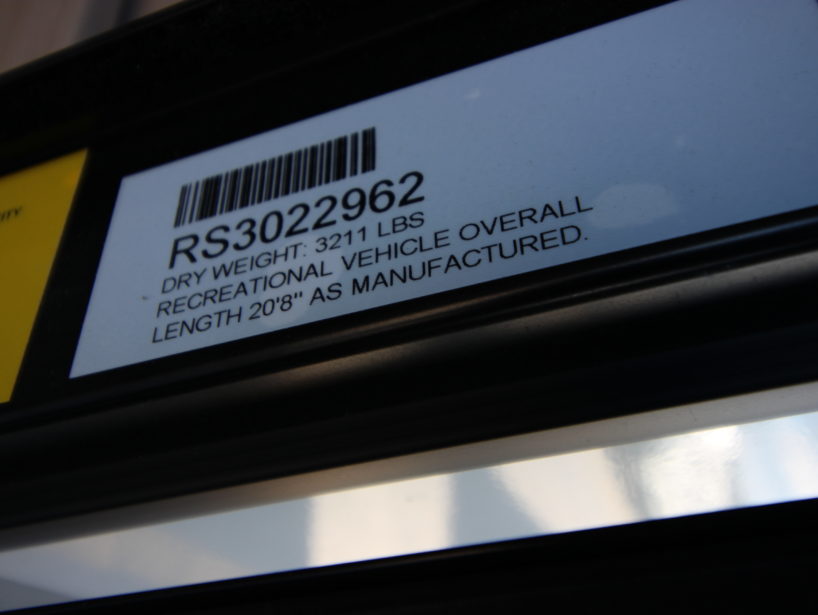 RS3022962
DRY WEIGHT: 3211 LBS
RECREATIONAL VEHICLE OVERALL
LENGTH 20'8" AS MANUFACTURED.